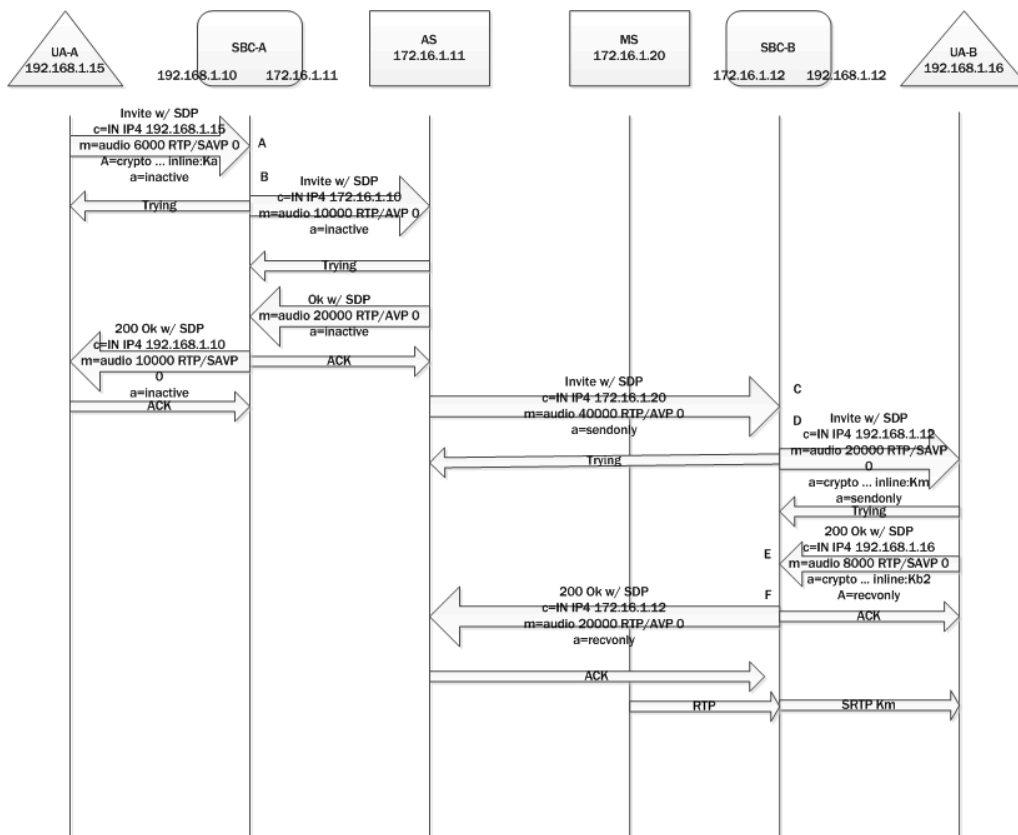 UA-A
192.168.1.15
SBC-A
192.168.1.10 172.16.1.11
AS
172.16.1.11
MS
172.16.1.20
SBC-B
172.16.1.12 192.168.1.12
UA-B
192.168.1.16
Invite w/ SDP
c=IN IP4 192.168.1.15
m=audio 6000 RTP/SAVP 0
A=crypto ... inline:Ka
a=inactive
A
B
Invite w/ SDP
c=IN IP4 172.16.1.10
m=audio 10000 RTP/AVP 0
a=inactive
Trying
Trying
Ok w/ SDP
m=audio 20000 RTP/AVP 0
a=inactive
200 Ok w/ SDP
c=IN IP4 192.168.1.10
m=audio 10000 RTP/SAVP
0
a=inactive
ACK
ACK
Invite w/ SDP
c=IN IP4 172.16.1.20
m=audio 40000 RTP/AVP 0
a=sendonly
C
D
Invite w/ SDP
c=IN IP4 192.168.1.12
m=audio 20000 RTP/SAVP
0
a=crypto ... inline:Km
a=sendonly
Trying
Trying
200 Ok w/ SDP
c=IN IP4 192.168.1.16
m=audio 8000 RTP/SAVP 0
a=crypto ... inline:Kb2
A=recvonly
E
F
200 Ok w/ SDP
c=IN IP4 172.16.1.12
m=audio 20000 RTP/AVP 0
a=recvonly
ACK
ACK
RTP
SRTP Km